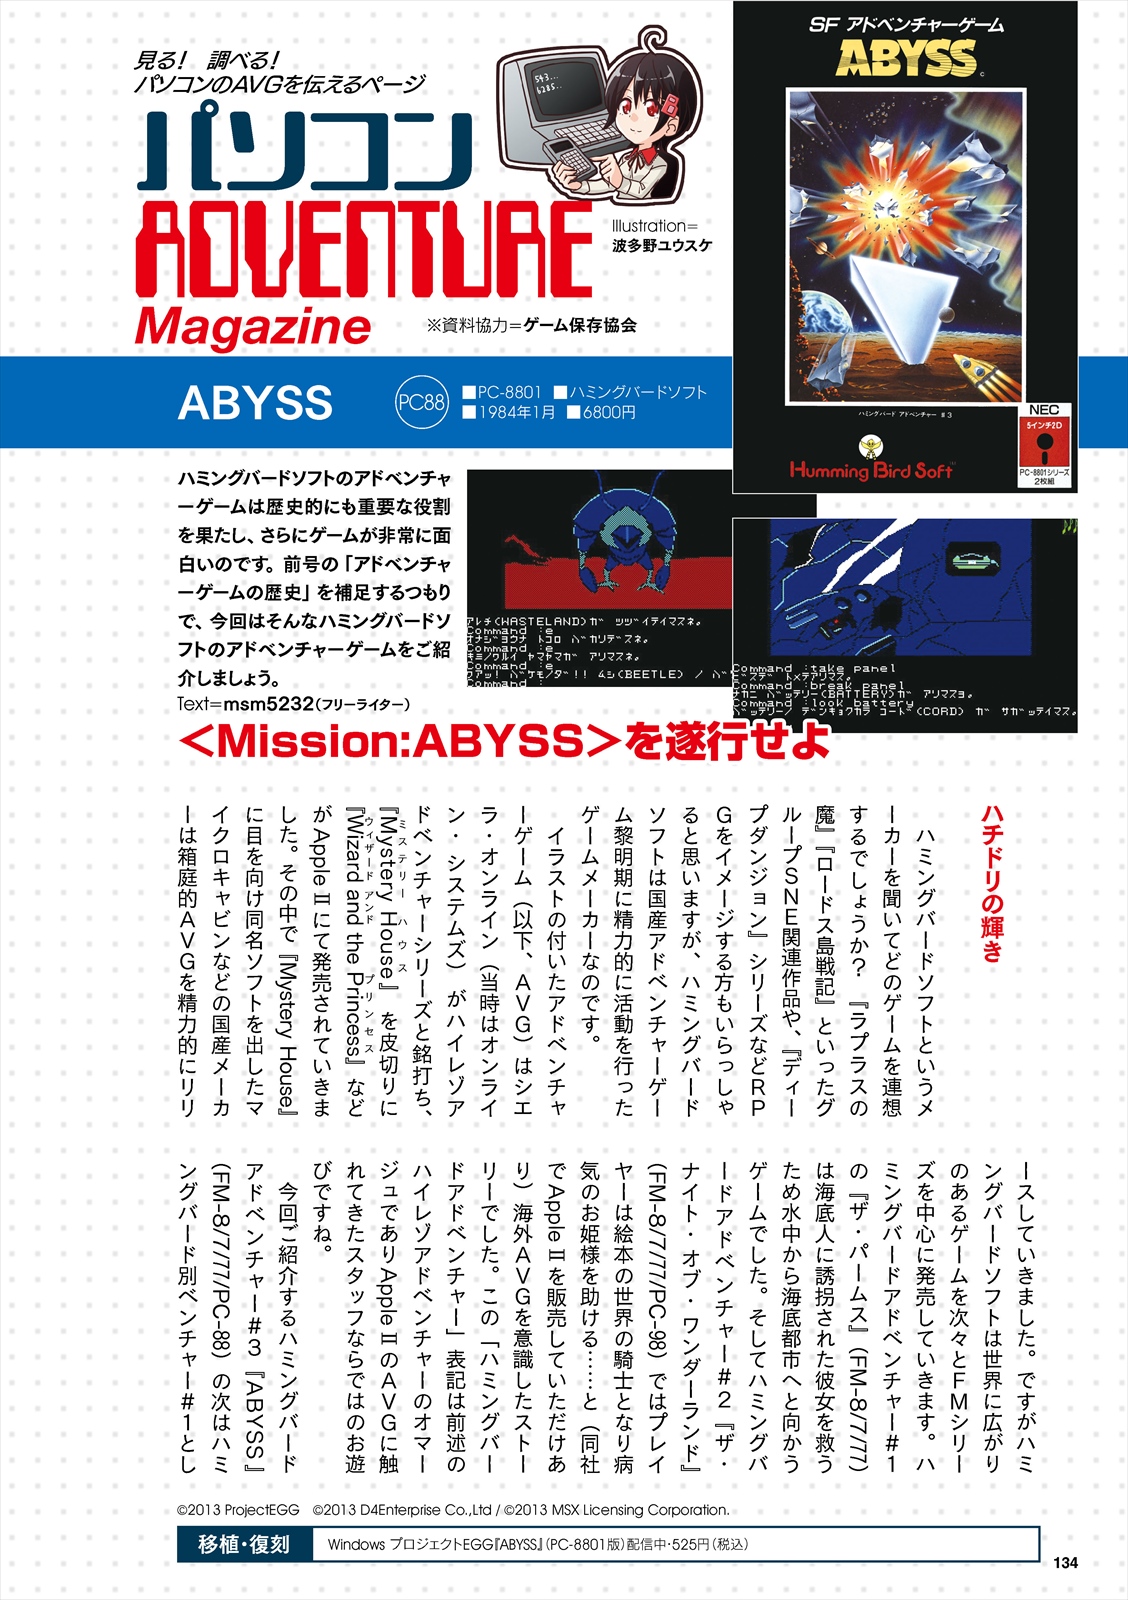 見る！　調べる！
パソコンのAVGを伝えるページ
パソコン
ADVENTURE
Magazine
Illustration=
波多野ユウスケ
※資料協力=ゲーム保存協会
543...
6285...
SF アドベンチャーゲーム
ABYSS
ハミングバード アドベンチャー #3
Humming Bird Soft
NEC
5インチ2D
PC-8801シリーズ
2枚組
ABYSS
PC88
■PC-8801 ■ハミングバードソフト
■1984年1月 ■6800円
ハミングバードソフトのアドベンチャ
ーゲームは歴史的にも重要な役割
を果たし、さらにゲームが非常に面
白いのです。前号の「アドベンチャ
ーゲームの歴史」を補足するつもり
で、今回はそんなハミングバードソ
フトのアドベンチャーゲームをご紹
介しましょう。
Text=msm5232（フリーライター）
アレチ(WASTELAND)ガ ツヅイテイマスネ。
Command :e
オナジヨウナ トコロ バカリデスネ。
Command :e
キミノワルイ ヤマヤマガ アリマスネ。
Command :e
ウアッ! バケモノダ!! ムシ(BEETLE) ノ バ
Command :
Command :take panel
ビスデ トメテアリマス。
Command :break panel
ナカニ バッテリー(BATTERY)ガ アリマスヨ。
Command :look battery
バッテリーノ デンキョクカラ コード(CORD) ガ サガッテイマス。
＜Mission:ABYSS＞を遂行せよ
ハチドリの輝き
　ハミングバードソフトというメ
ーカーを聞いてどのゲームを連想
するでしょうか？　『ラプラスの
魔』『ロードス島戦記』といったグ
ループSNE関連作品や、『ディー
プダンジョン』シリーズなどRP
Gをイメージする方もいらっしゃ
ると思いますが、ハミングバード
ソフトは国産アドベンチャーゲー
ム黎明期に精力的に活動を行った
ゲームメーカーなのです。
　イラストの付いたアドベンチャ
ーゲーム（以下、AVG）はシエ
ラ・オンライン（当時はオンライ
ン・システムズ）がハイレゾア
ドベンチャーシリーズと銘打ち、
『Mystery House』を皮切りに
ミステリー ハウス
『Wizard and the Princess』など
ウィザード アンド プリンセス
がApple Ⅱにて発売されていきま
した。その中で『Mystery House』
に目を向け同名ソフトを出したマ
イクロキャビンなどの国産メーカ
ーは箱庭的AVGを精力的にリリ
ースしていきました。ですがハミ
ングバードソフトは世界に広がり
のあるゲームを次々とFMシリー
ズを中心に発売していきます。ハ
ミングバードアドベンチャー#1
の『ザ・パームス』（FM-8/7/77）
は海底人に誘拐された彼女を救う
ため水中から海底都市へと向かう
ゲームでした。そしてハミングバ
ードアドベンチャー#2『ザ・
ナイト・オブ・ワンダーランド』
（FM-8/7/77/PC-98）ではプレイ
ヤーは絵本の世界の騎士となり病
気のお姫様を助ける……と（同社
でApple Ⅱを販売していただけあ
り）海外AVGを意識したストー
リーでした。この「ハミングバー
ドアドベンチャー」表記は前述の
ハイレゾアドベンチャーのオマー
ジュでありApple ⅡのAVGに触
れてきたスタッフならではのお遊
びですね。
　今回ご紹介するハミングバード
アドベンチャー#3『ABYSS』
（FM-8/7/77/PC-88）の次はハミ
ングバード別ベンチャー#1とし
©2013 ProjectEGG　©2013 D4Enterprise Co.,Ltd / ©2013 MSX Licensing Corporation.
移植・復刻
Windows プロジェクトEGG『ABYSS』（PC-8801版）配信中・525円（税込）
134